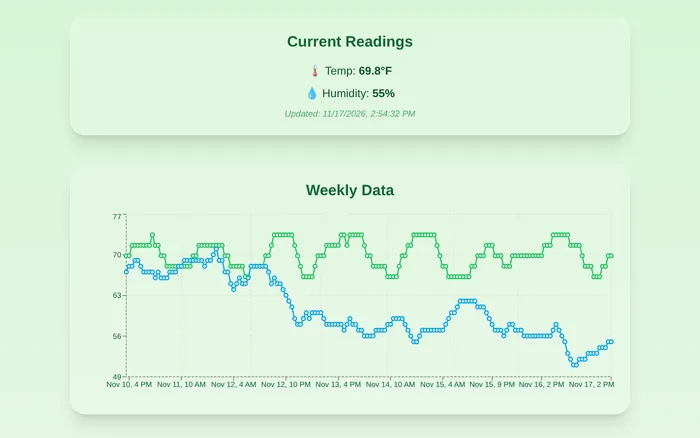 Current Readings
🌡️ Temp: 69.8°F
💧 Humidity: 55%
Updated: 11/17/2026, 2:54:32 PM
Weekly Data
77
70
63
56
49
Nov 10, 4 PM Nov 11, 10 AM Nov 12, 4 AM Nov 12, 10 PM Nov 13, 4 PM Nov 14, 10 AM Nov 15, 4 AM Nov 15, 9 PM Nov 16, 2 PM Nov 17, 2 PM